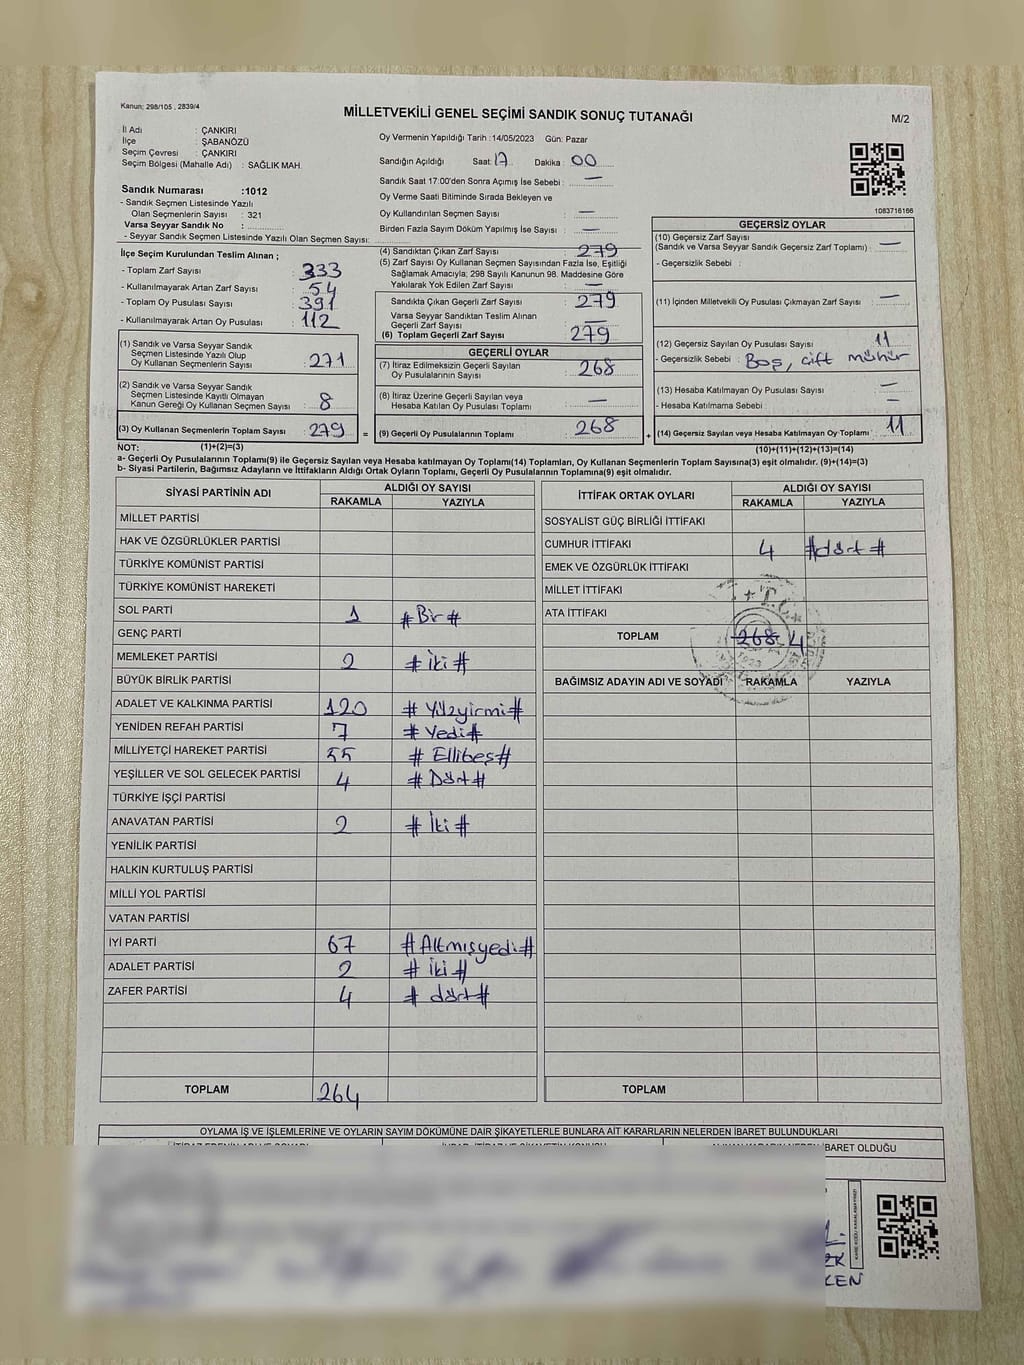 Kanun: 298/105 , 2839/4
MİLLETVEKİLİ GENEL SEÇİMİ SANDIK SONUÇ TUTANAĞI
M/2
İl Adı : ÇANKIRI
İlçe : ŞABANÖZÜ
Seçim Çevresi : ÇANKIRI
Seçim Bölgesi (Mahalle Adı) : SAĞLIK MAH.
Sandık Numarası :1012
- Sandık Seçmen Listesinde Yazılı
Olan Seçmenlerin Sayısı : 321
Varsa Seyyar Sandık No :
- Seyyar Sandık Seçmen Listesinde Yazılı Olan Seçmen Sayısı:
Oy Vermenin Yapıldığı Tarih :14/05/2023 Gün: Pazar
Sandığın Açıldığı Saat: 17 Dakika : 00
Sandık Saat 17:00'den Sonra Açımış İse Sebebi : —
Oy Verme Saati Bitiminde Sırada Bekleyen ve
Oy Kullandırılan Seçmen Sayısı : —
Birden Fazla Sayım Döküm Yapılmış İse Sayısı : —
1083716166
İlçe Seçim Kurulundan Teslim Alınan ;
- Toplam Zarf Sayısı : 333
- Kullanılmayarak Artan Zarf Sayısı : 54
- Toplam Oy Pusulası Sayısı : 391
- Kullanılmayarak Artan Oy Pusulası : 112
(1) Sandık ve Varsa Seyyar Sandık
Seçmen Listesinde Yazılı Olup
Oy Kullanan Seçmenlerin Sayısı : 271
(2) Sandık ve Varsa Seyyar Sandık
Seçmen Listesinde Kayıtlı Olmayan
Kanun Gereği Oy Kullanan Seçmen Sayısı : 8
(3) Oy Kullanan Seçmenlerin Toplam Sayısı : 279
(4) Sandıktan Çıkan Zarf Sayısı : 279
(5) Zarf Sayısı Oy Kullanan Seçmen Sayısından Fazla İse, Eşitliği
Sağlamak Amacıyla; 298 Sayılı Kanunun 98. Maddesine Göre
Yakılarak Yok Edilen Zarf Sayısı : —
Sandıkta Çıkan Geçerli Zarf Sayısı : 279
Varsa Seyyar Sandıktan Teslim Alınan
Geçerli Zarf Sayısı : —
(6) Toplam Geçerli Zarf Sayısı : 279
GEÇERLİ OYLAR
(7) İtiraz Edilmeksizin Geçerli Sayılan
Oy Pusulalarının Sayısı : 268
(8) İtiraz Üzerine Geçerli Sayılan veya
Hesaba Katılan Oy Pusulası Toplamı : —
= (9) Geçerli Oy Pusulalarının Toplamı : 268
GEÇERSİZ OYLAR
(10) Geçersiz Zarf Sayısı
(Sandık ve Varsa Seyyar Sandık Geçersiz Zarf Toplamı) : —
- Geçersizlik Sebebi :
(11) İçinden Milletvekili Oy Pusulası Çıkmayan Zarf Sayısı : —
(12) Geçersiz Sayılan Oy Pusulası Sayısı : 11
- Geçersizlik Sebebi : Boş, çift mühür
(13) Hesaba Katılmayan Oy Pusulası Sayısı : —
- Hesaba Katılmama Sebebi : —
+ (14) Geçersiz Sayılan veya Hesaba Katılmayan Oy Toplamı : 11
NOT: (1)+(2)=(3)
(10)+(11)+(12)+(13)=(14)
a- Geçerli Oy Pusulalarının Toplamı(9) ile Geçersiz Sayılan veya Hesaba katılmayan Oy Toplam(14) Toplamları, Oy Kullanan Seçmenlerin Toplam Sayısına(3) eşit olmalıdır. (9)+(14)=(3)
b- Siyasi Partilerin, Bağımsız Adayların ve İttifakların Aldığı Ortak Oyların Toplamı, Geçerli Oy Pusulalarının Toplamına(9) eşit olmalıdır.
SİYASİ PARTİNİN ADI ALDIĞI OY SAYISI
RAKAMLA YAZIYLA
MİLLET PARTİSİ
HAK VE ÖZGÜRLÜKLER PARTİSİ
TÜRKİYE KOMÜNİST PARTİSİ
TÜRKİYE KOMÜNİST HAREKETİ
SOL PARTİ 1 #Bir#
GENÇ PARTİ
MEMLEKET PARTİSİ 2 #İki#
BÜYÜK BİRLİK PARTİSİ
ADALET VE KALKINMA PARTİSİ 120 #Yüzyirmi#
YENİDEN REFAH PARTİSİ 7 #Yedi#
MİLLİYETÇİ HAREKET PARTİSİ 55 #Ellibeş#
YEŞİLLER VE SOL GELECEK PARTİSİ 4 #Dört#
TÜRKİYE İŞÇİ PARTİSİ
ANAVATAN PARTİSİ 2 #İki#
YENİLİK PARTİSİ
HALKIN KURTULUŞ PARTİSİ
MİLLİ YOL PARTİSİ
VATAN PARTİSİ
İYİ PARTİ 67 #Altmışyedi#
ADALET PARTİSİ 2 #iki#
ZAFER PARTİSİ 4 #dört#
TOPLAM 264
İTTİFAK ORTAK OYLARI ALDIĞI OY SAYISI
RAKAMLA YAZIYLA
SOSYALİST GÜÇ BİRLİĞİ İTTİFAKI
CUMHUR İTTİFAKI 4 #dört#
EMEK VE ÖZGÜRLÜK İTTİFAKI
MİLLET İTTİFAKI
ATA İTTİFAKI
TOPLAM 268 4
T.C.
1923
BAĞIMSIZ ADAYIN ADI VE SOYADI RAKAMLA YAZIYLA
TOPLAM
OYLAMA İŞ VE İŞLEMLERİNE VE OYLARIN SAYIM DÖKÜMÜNE DAİR ŞİKAYETLERLE BUNLARA AİT KARARLARIN NELERDEN İBARET BULUNDUKLARI
İBARET OLDUĞU